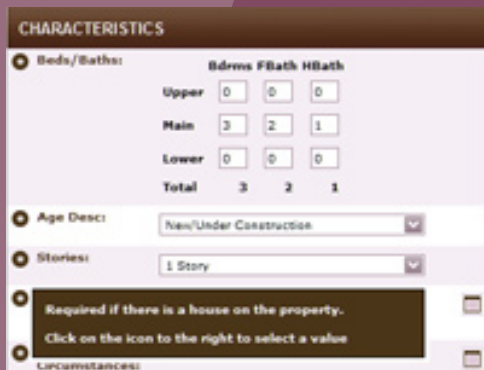 CHARACTERISTICS
Beds/Baths:
Bdrms FBath HBath
Upper 0 0 0
Main 3 2 1
Lower 0 0 0
Total 3 2 1
Age Desc: New/Under Construction
Stories: 1 Story
Required if there is a house on the property.
Click on the icon to the right to select a value
Circumstances: